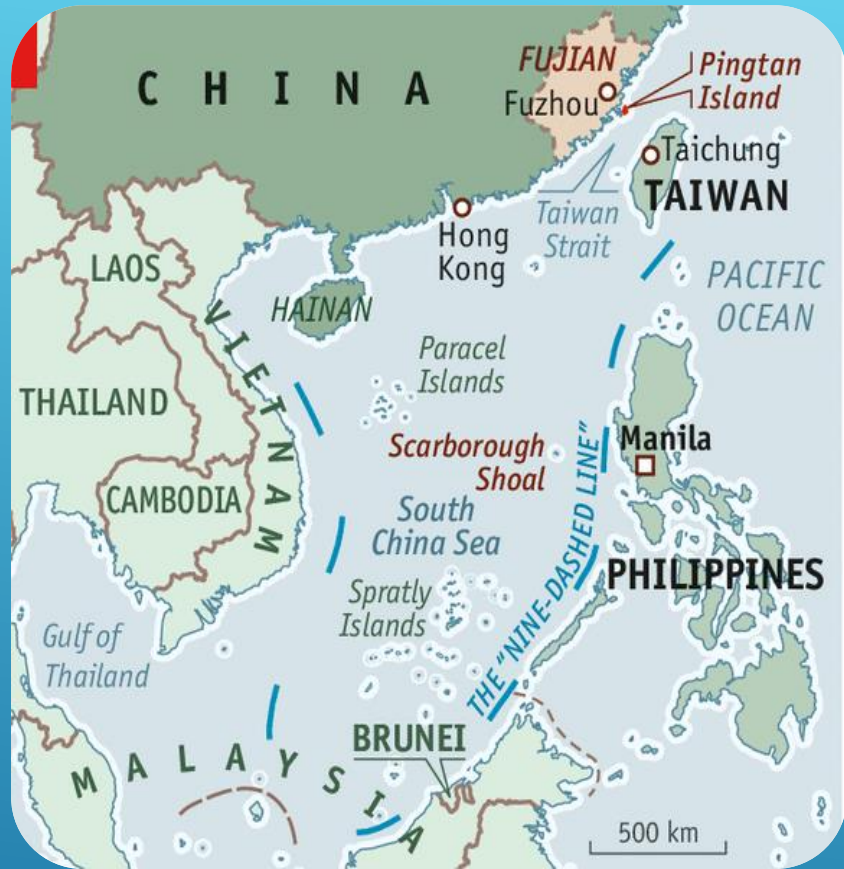 CHINA
FUJIAN
Fuzhou
Pingtan
Island
Taichung
TAIWAN
Taiwan
Strait
Hong
Kong
LAOS
HAINAN
PACIFIC
OCEAN
VIETNAM
Paracel
Islands
THAILAND
Scarborough
Shoal
Manila
CAMBODIA
South
China Sea
THE "NINE-DASHED LINE"
PHILIPPINES
Spratly
Islands
Gulf of
Thailand
BRUNEI
MALAYSIA
500 km